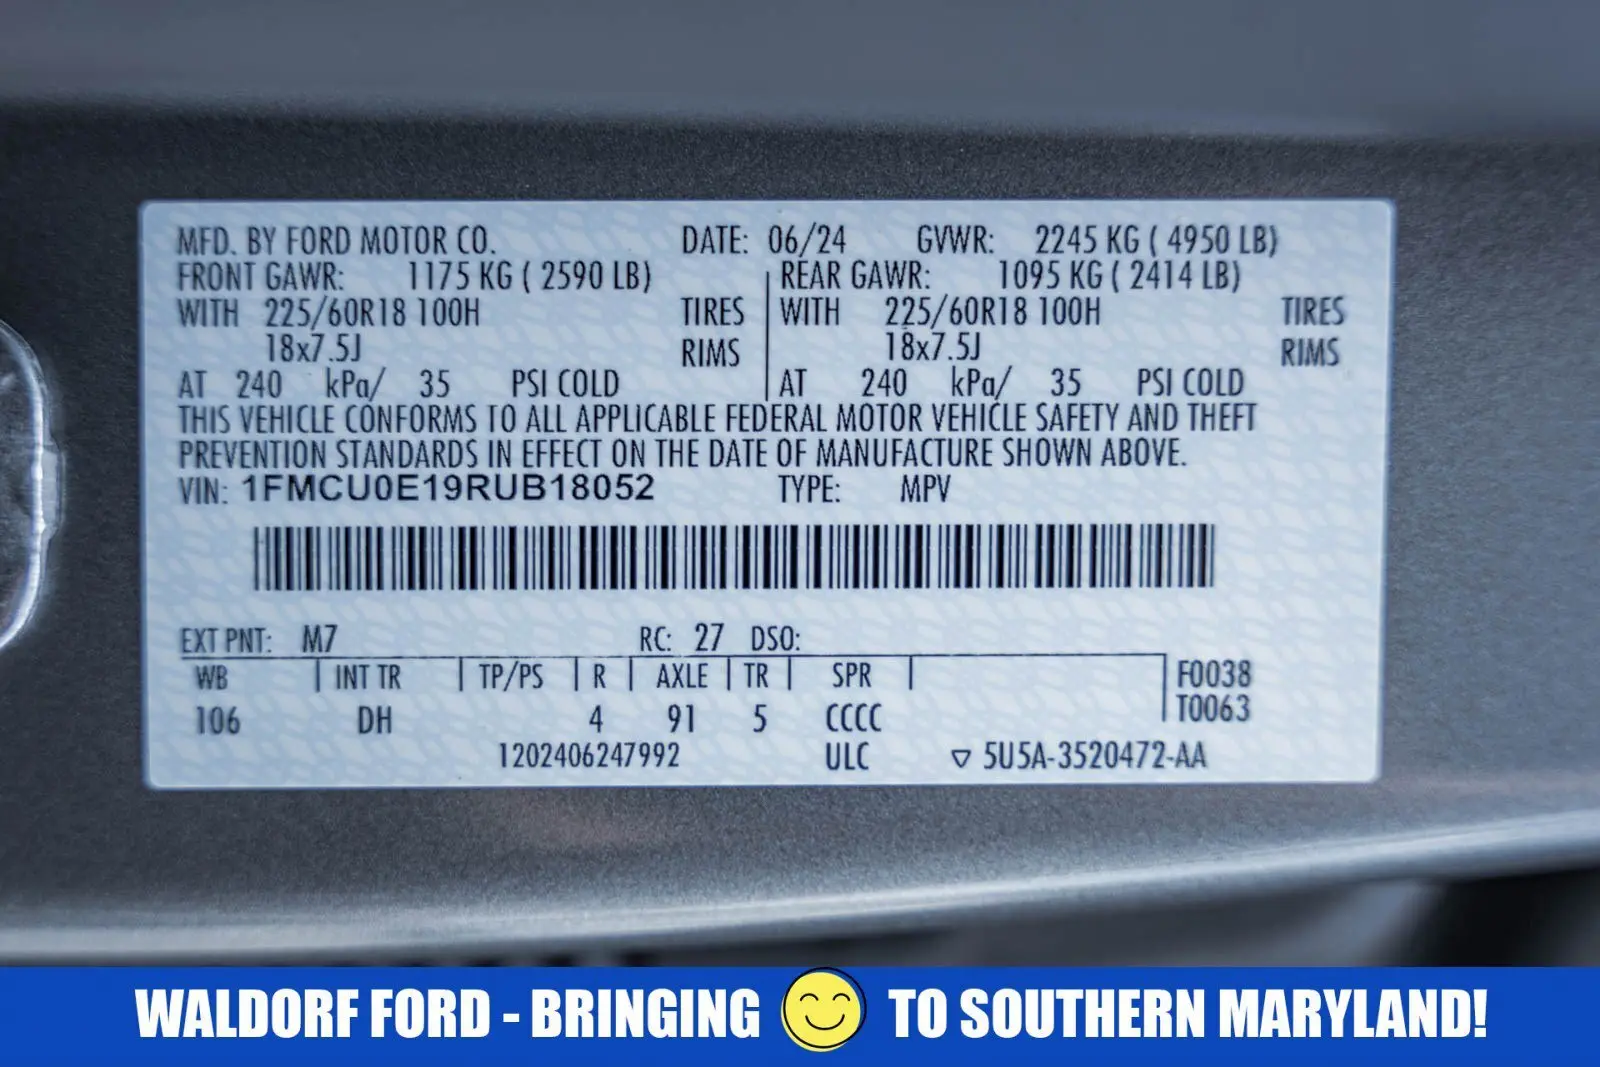 MFD. BY FORD MOTOR CO. DATE: 06/24 GVWR: 2245 KG ( 4950 LB)
FRONT GAWR: 1175 KG ( 2590 LB) REAR GAWR: 1095 KG ( 2414 LB)
WITH 225/60R18 100H TIRES WITH 225/60R18 100H TIRES
18x7.5J RIMS 18x7.5J RIMS
AT 240 kPa/ 35 PSI COLD AT 240 kPa/ 35 PSI COLD
THIS VEHICLE CONFORMS TO ALL APPLICABLE FEDERAL MOTOR VEHICLE SAFETY AND THEFT
PREVENTION STANDARDS IN EFFECT ON THE DATE OF MANUFACTURE SHOWN ABOVE.
VIN: 1FMCU0E19RUB18052 TYPE: MPV
EXT PNT: M7 RC: 27 DSO:
WB INT TR TP/PS R AXLE TR SPR F0038
106 DH 4 91 5 CCCC T0063
1202406247992 ULC ▽ 5U5A-3520472-AA
WALDORF FORD - BRINGING TO SOUTHERN MARYLAND!